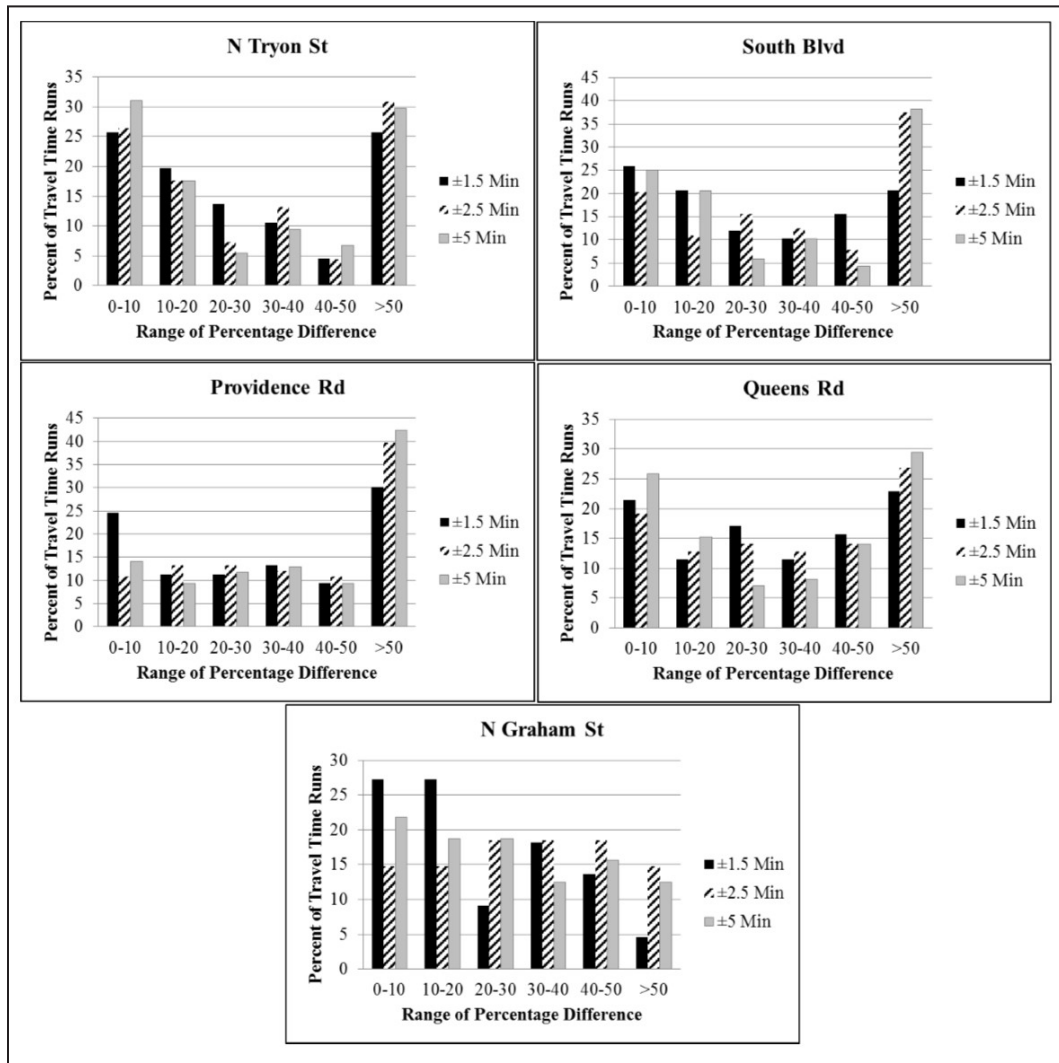 N Tryon St
Percent of Travel Time Runs
35
30
25
20
15
10
5
0
0-10 10-20 20-30 30-40 40-50 >50
Range of Percentage Difference
±1.5 Min
±2.5 Min
±5 Min
South Blvd
Percent of Travel Time Runs
45
40
35
30
25
20
15
10
5
0
0-10 10-20 20-30 30-40 40-50 >50
Range of Percentage Difference
±1.5 Min
±2.5 Min
±5 Min
Providence Rd
Percent of Travel Time Runs
45
40
35
30
25
20
15
10
5
0
0-10 10-20 20-30 30-40 40-50 >50
Range of Percentage Difference
±1.5 Min
±2.5 Min
±5 Min
Queens Rd
Percent of Travel Time Runs
35
30
25
20
15
10
5
0
0-10 10-20 20-30 30-40 40-50 >50
Range of Percentage Difference
±1.5 Min
±2.5 Min
±5 Min
N Graham St
Percent of Travel Time Runs
30
25
20
15
10
5
0
0-10 10-20 20-30 30-40 40-50 >50
Range of Percentage Difference
±1.5 Min
±2.5 Min
±5 Min